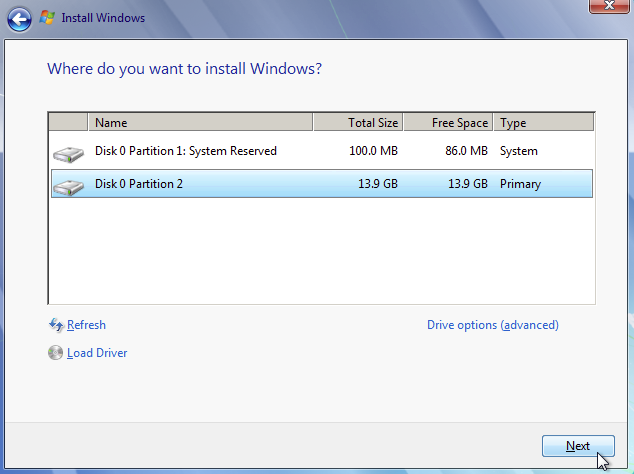 Install Windows
Where do you want to install Windows?
Name Total Size Free Space Type
Disk 0 Partition 1: System Reserved 100.0 MB 86.0 MB System
Disk 0 Partition 2 13.9 GB 13.9 GB Primary
Refresh Drive options (advanced)
Load Driver
Next